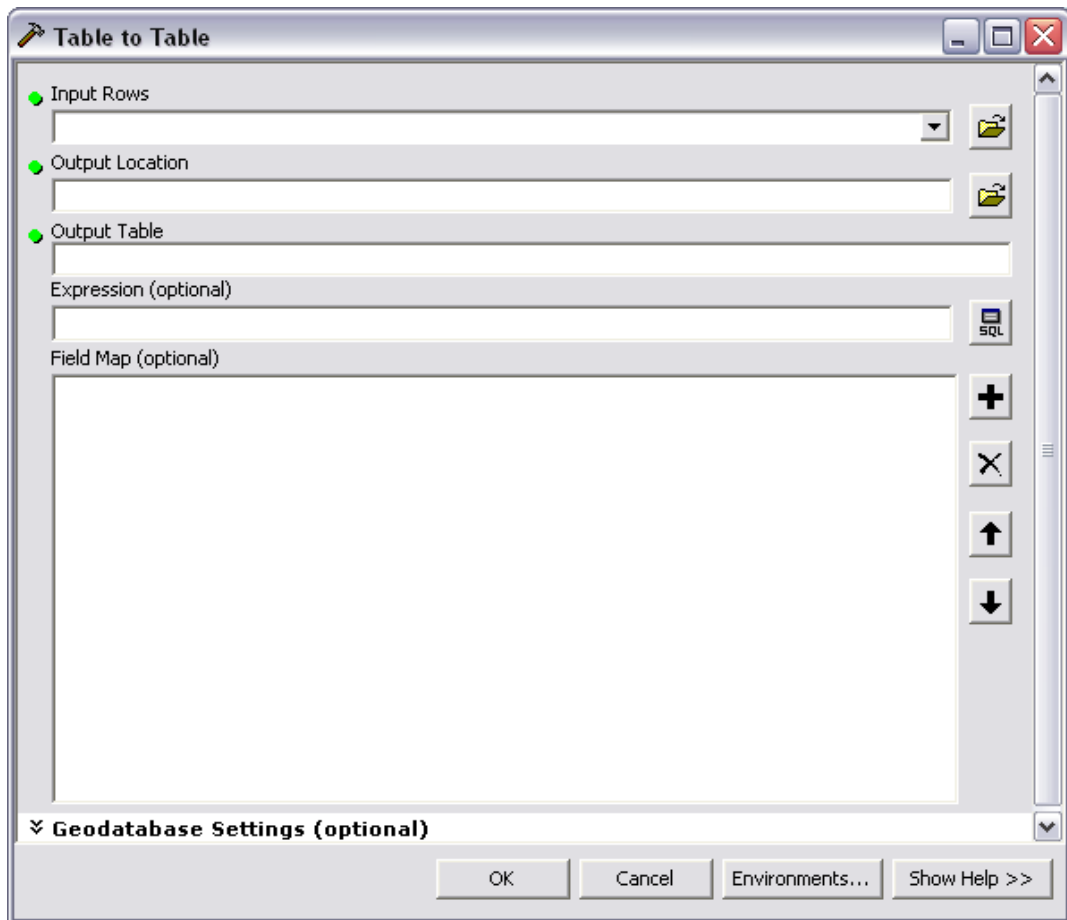 Table to Table
Input Rows
Output Location
Output Table
Expression (optional)
SQL
Field Map (optional)
Geodatabase Settings (optional)
OK Cancel Environments... Show Help >>